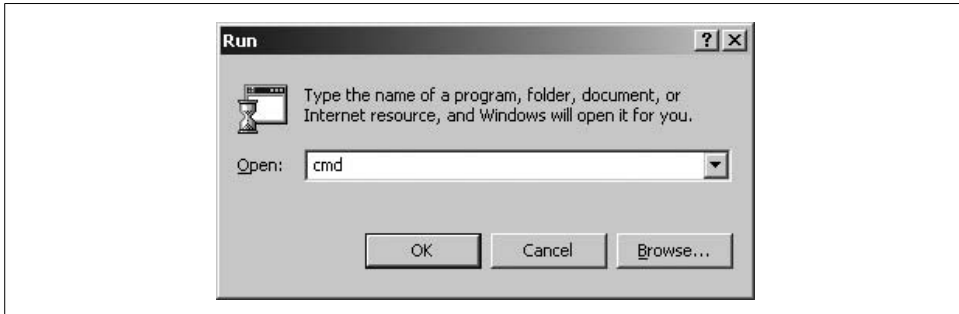 Run
Type the name of a program, folder, document, or
Internet resource, and Windows will open it for you.
Open: cmd
OK Cancel Browse...